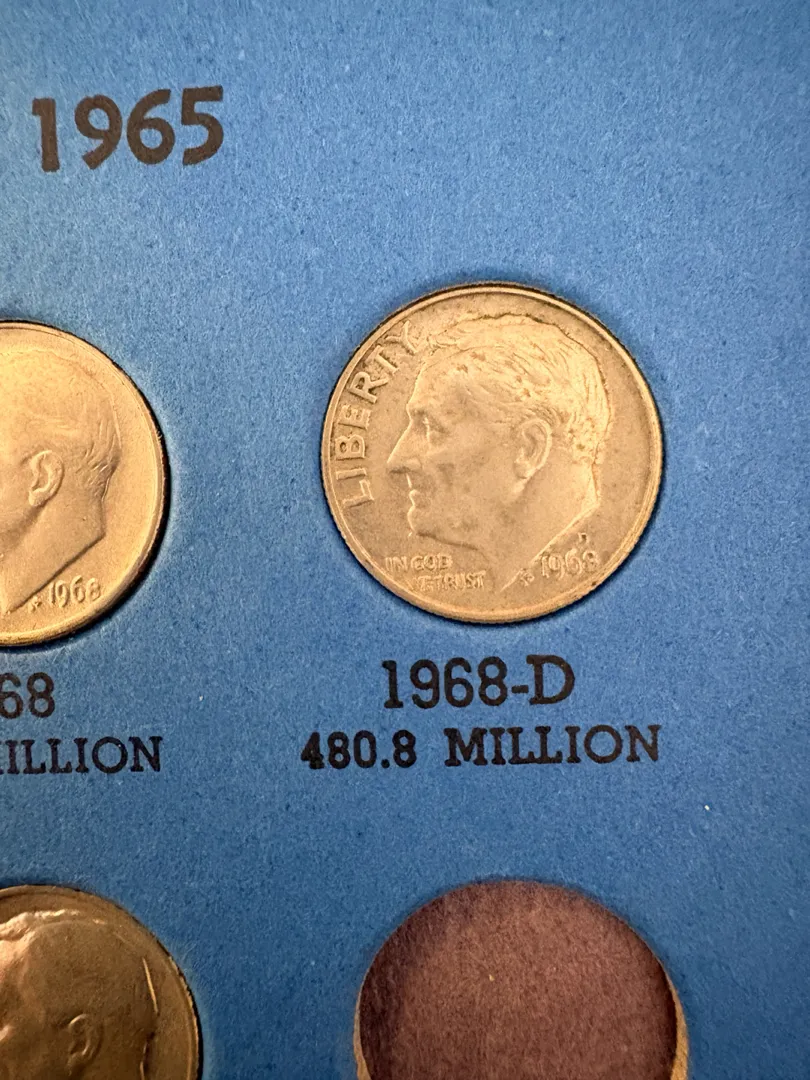 1965
LIBERTY
IN GOD
WE TRUST
D
1968
1968
68
ILLION
1968-D
480.8 MILLION